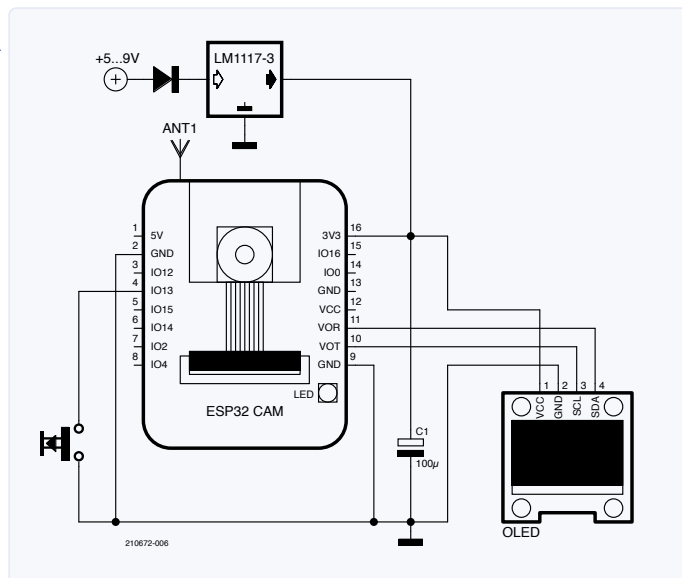 +5...9V
LM1117-3
ANT1
1 5V
2 GND
3 IO12
4 IO13
5 IO15
6 IO14
7 IO2
8 IO4
3V3 16
IO16 15
IO0 14
GND 13
VCC 12
VOR 11
VOT 10
GND 9
LED
ESP32 CAM
C1
100µ
1 2 3 4
VCC
GND
SCL
SDA
OLED
210672-006